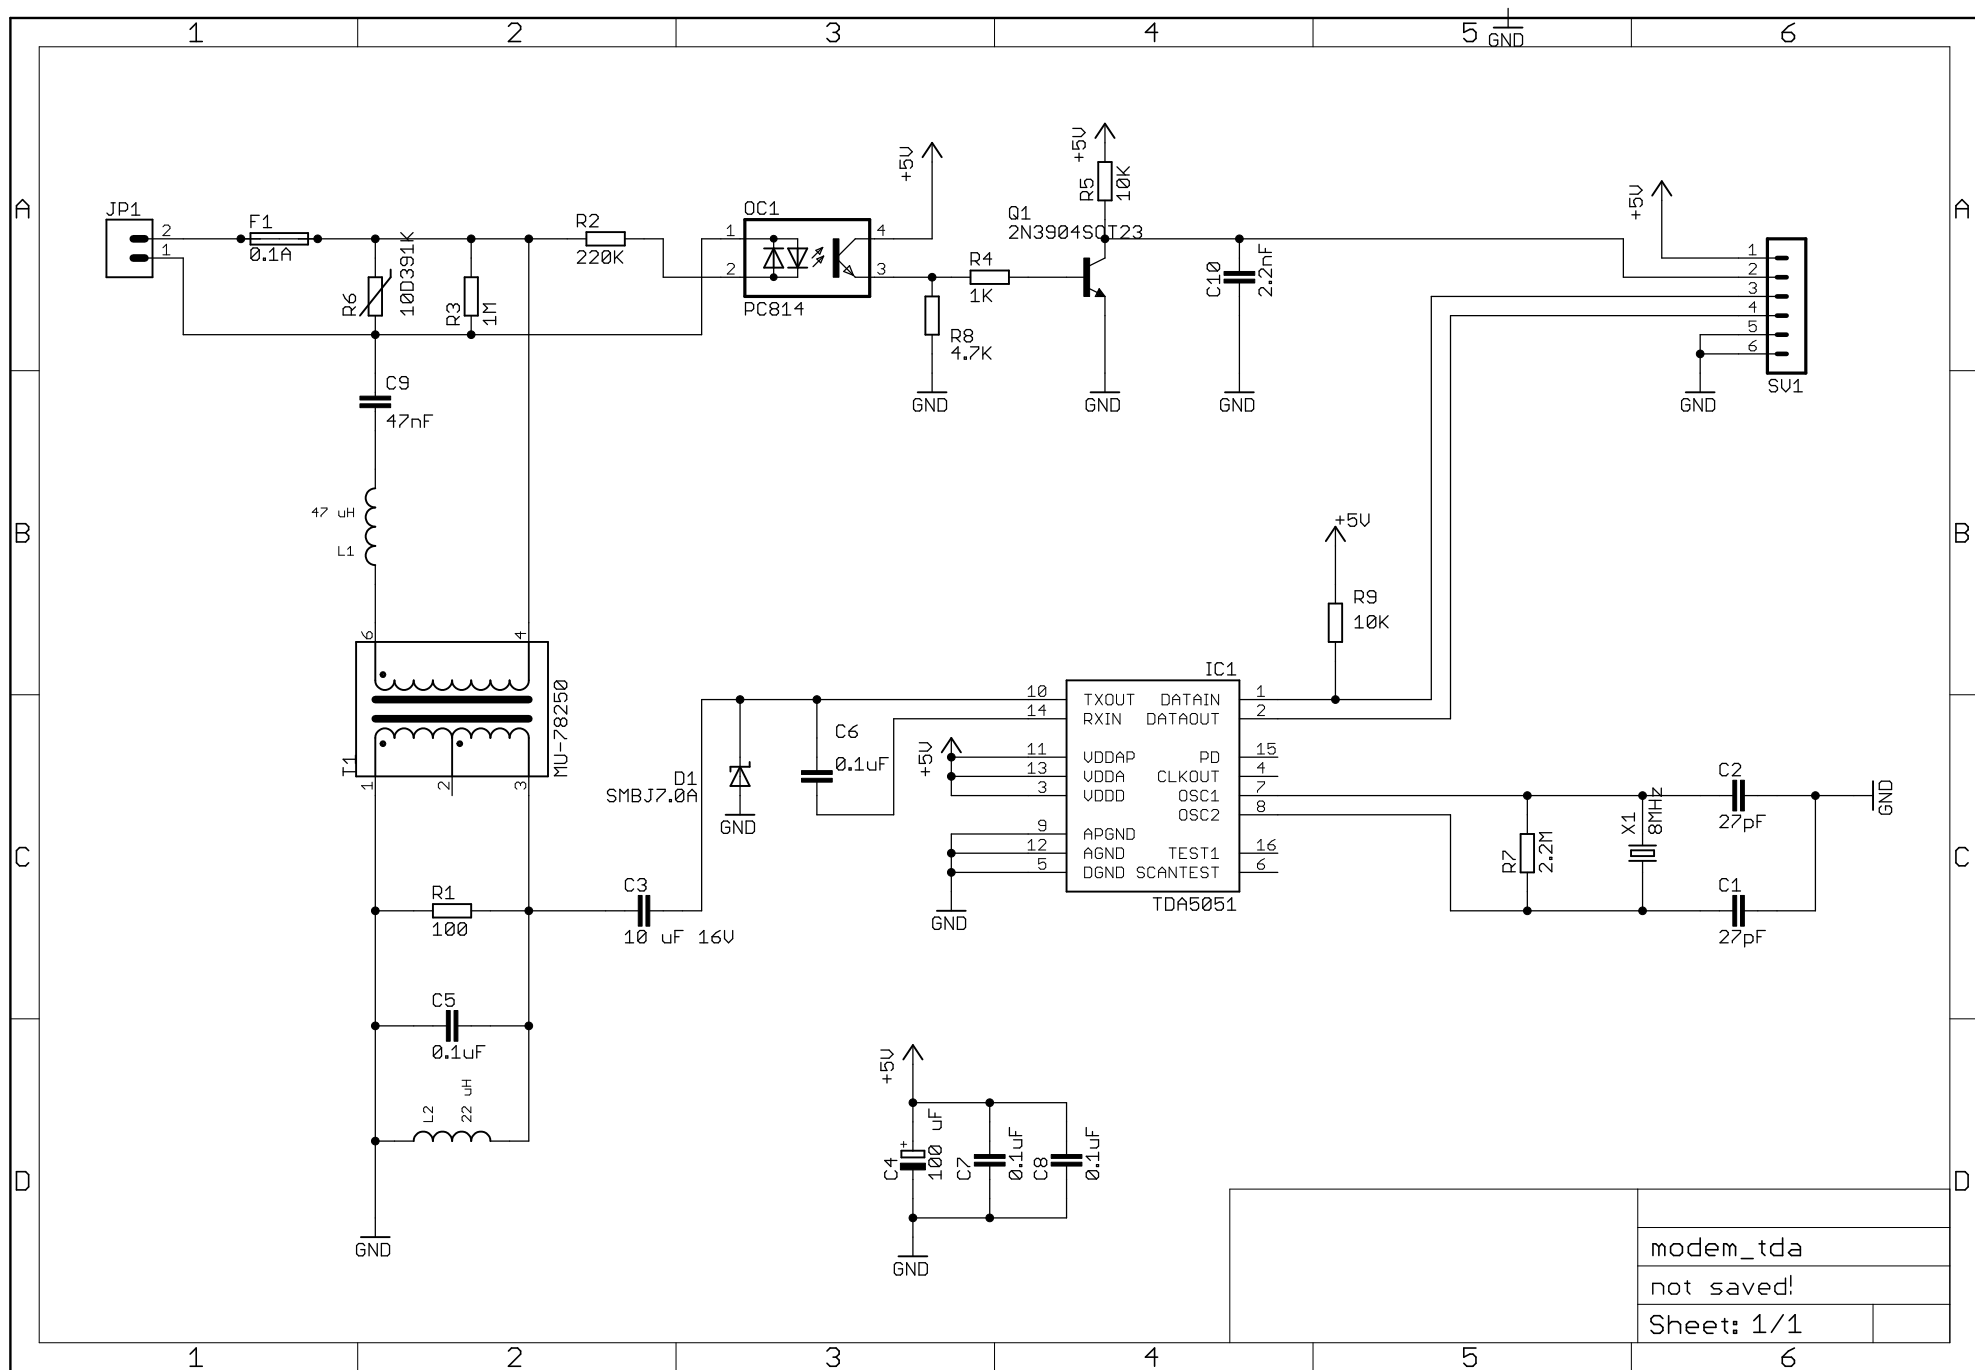 1 2 3 4 5 6
GND
A A
B B
C C
D D
JP1
2
1
F1
0.1A
R6
10D391K
R3
1M
R2
220K
OC1
1
2
4
3
PC814
+5V
R8
4.7K
GND
R4
1K
Q1
2N3904SOT23
+5V
R5
10K
GND
C10
2.2nF
GND
+5V
1
2
3
4
5
6
SV1
GND
C9
47nF
47 uH
L1
6
4
T1
MU-78250
1
2
3
R1
100
C3
10 uF 16V
C5
0.1uF
L2
22 uH
GND
D1
SMBJ7.0A
GND
C6
0.1uF
+5V
GND
+5V
R9
10K
IC1
10 TXOUT DATAIN 1
14 RXIN DATAOUT 2
11 VDDAP PD 15
13 VDDA CLKOUT 4
3 VDDD OSC1 7
OSC2 8
9 APGND
12 AGND TEST1 16
5 DGND SCANTEST 6
TDA5051
R7
2.2M
X1
8MHz
C2
27pF
C1
27pF
GND
+5V
+
C4
100 uF
C7
0.1uF
C8
0.1uF
GND
modem_tda
not saved!
Sheet: 1/1
1 2 3 4 5 6